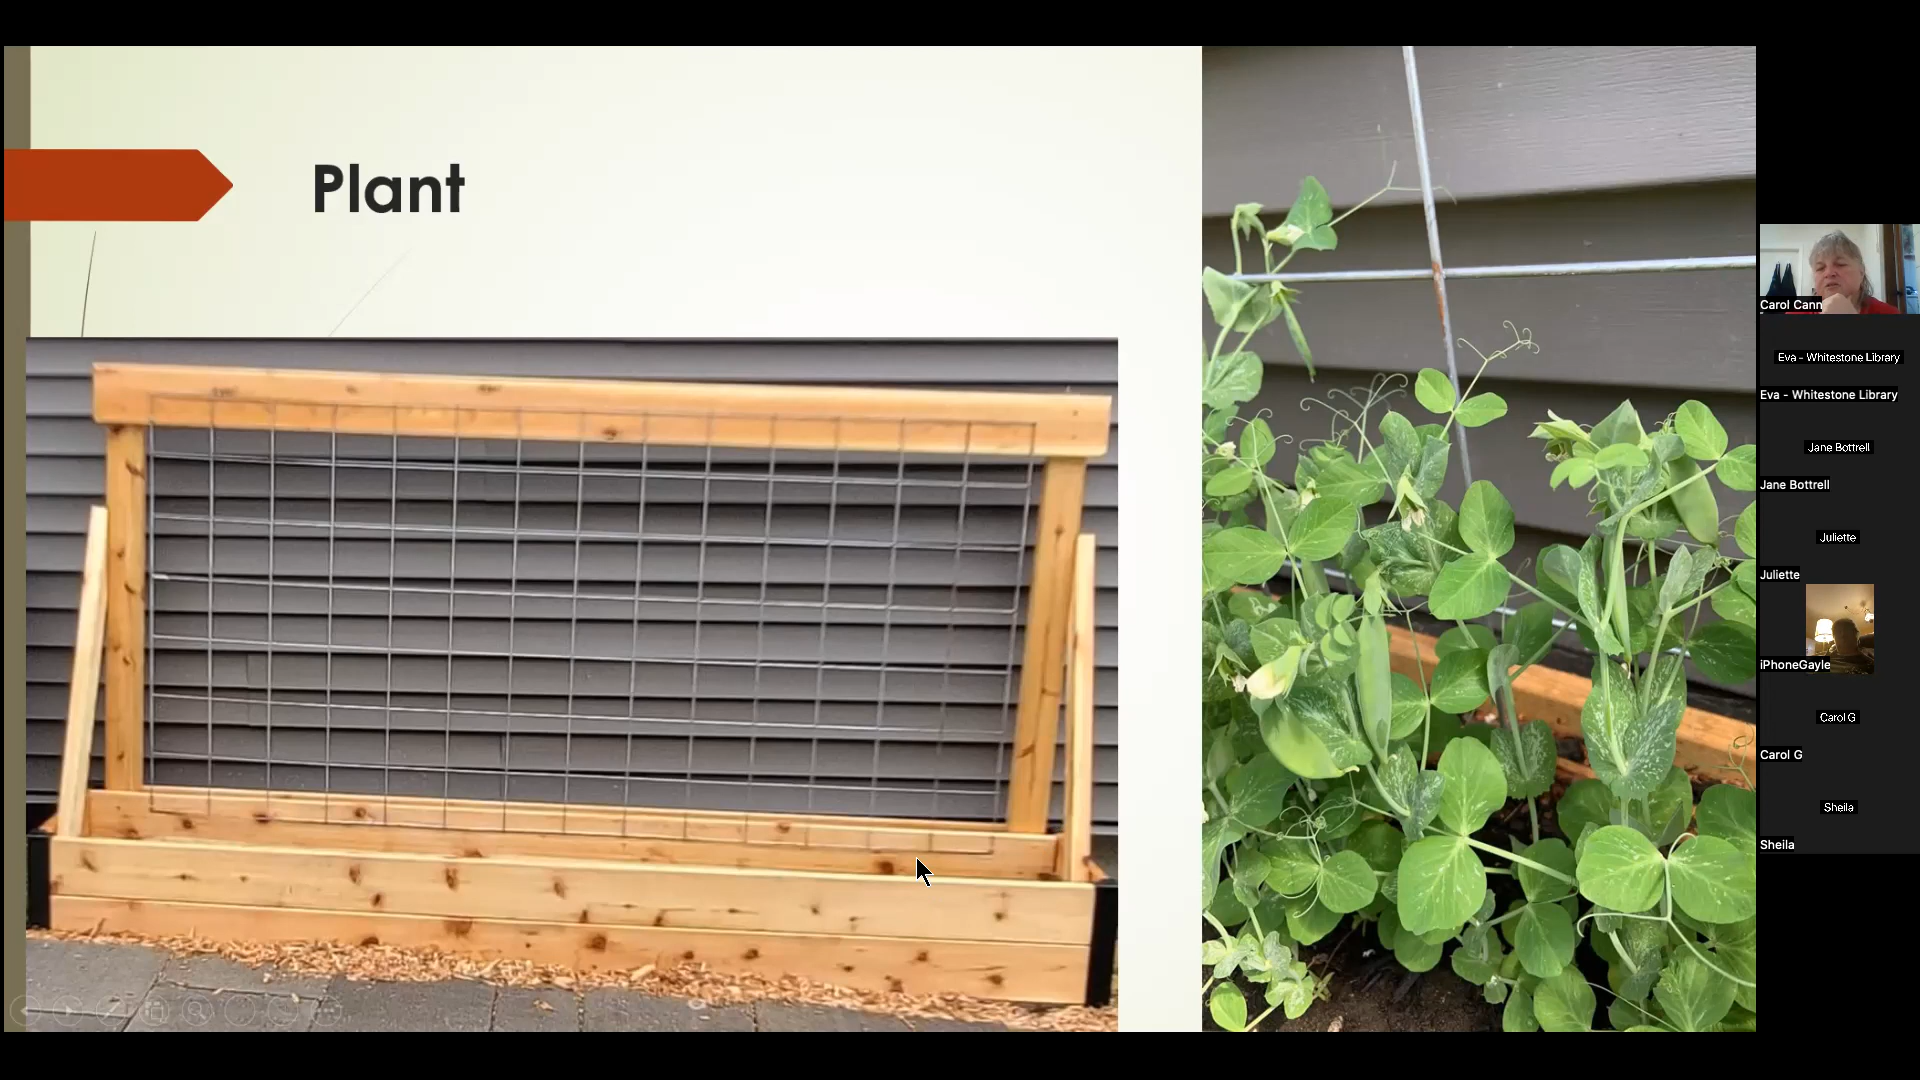 Plant
Carol Cann
Eva - Whitestone Library
Eva - Whitestone Library
Jane Bottrell
Jane Bottrell
Juliette
Juliette
iPhoneGayle
Carol G
Carol G
Sheila
Sheila